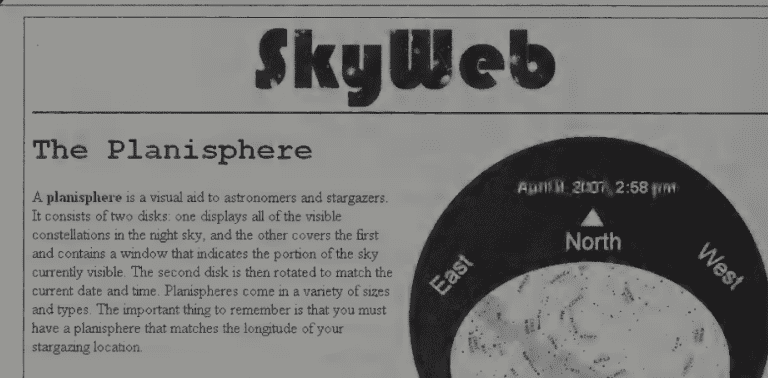 SkyWeb
The Planisphere
A planisphere is a visual aid to astronomers and stargazers.
It consists of two disks: one displays all of the visible
constellations in the night sky, and the other covers the first
and contains a window that indicates the portion of the sky
currently visible. The second disk is then rotated to match the
current date and time. Planispheres come in a variety of sizes
and types. The important thing to remember is that you must
have a planisphere that matches the longitude of your
stargazing location.
2007, 2:58 pm
North
East
West